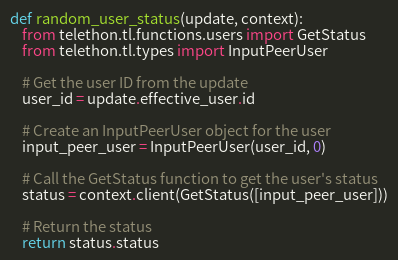 def random_user_status(update, context):
from telethon.tl.functions.users import GetStatus
from telethon.tl.types import InputPeerUser
# Get the user ID from the update
user_id = update.effective_user.id
# Create an InputPeerUser object for the user
input_peer_user = InputPeerUser(user_id, 0)
# Call the GetStatus function to get the user's status
status = context.client(GetStatus([input_peer_user]))
# Return the status
return status.status